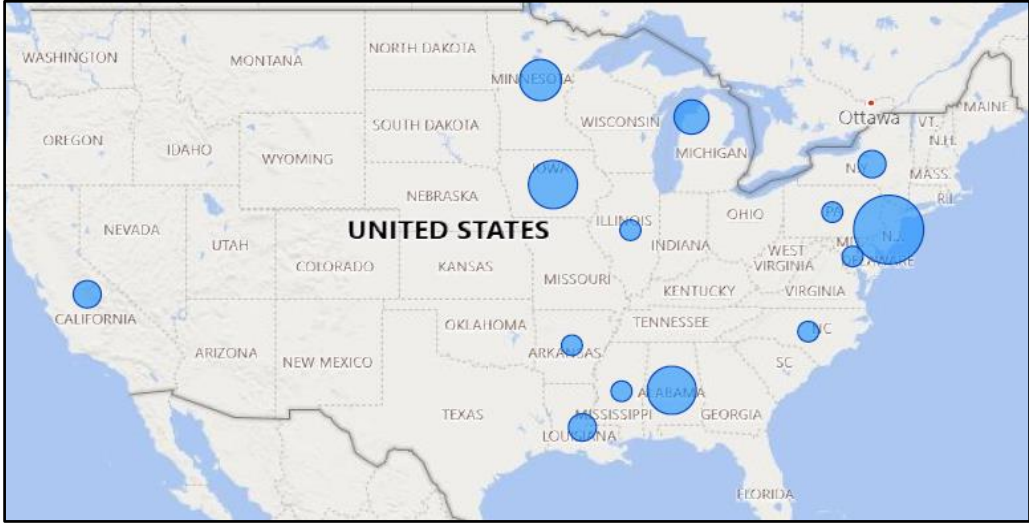 WASHINGTON
MONTANA
NORTH DAKOTA
MINNESOTA
Ottawa
MAINE
VT.
N.H.
OREGON
IDAHO
SOUTH DAKOTA
WISCONSIN
MICHIGAN
WYOMING
IOWA
N.Y.
MASS.
R.I.
NEBRASKA
NEVADA
UTAH
UNITED STATES
ILLINOIS
INDIANA
OHIO
PA
COLORADO
KANSAS
MISSOURI
WEST
VIRGINIA
DELAWARE
KENTUCKY
VIRGINIA
CALIFORNIA
OKLAHOMA
TENNESSEE
NC
ARIZONA
NEW MEXICO
ARKANSAS
SC
ALABAMA
TEXAS
MISSISSIPPI
GEORGIA
LOUISIANA
FLORIDA